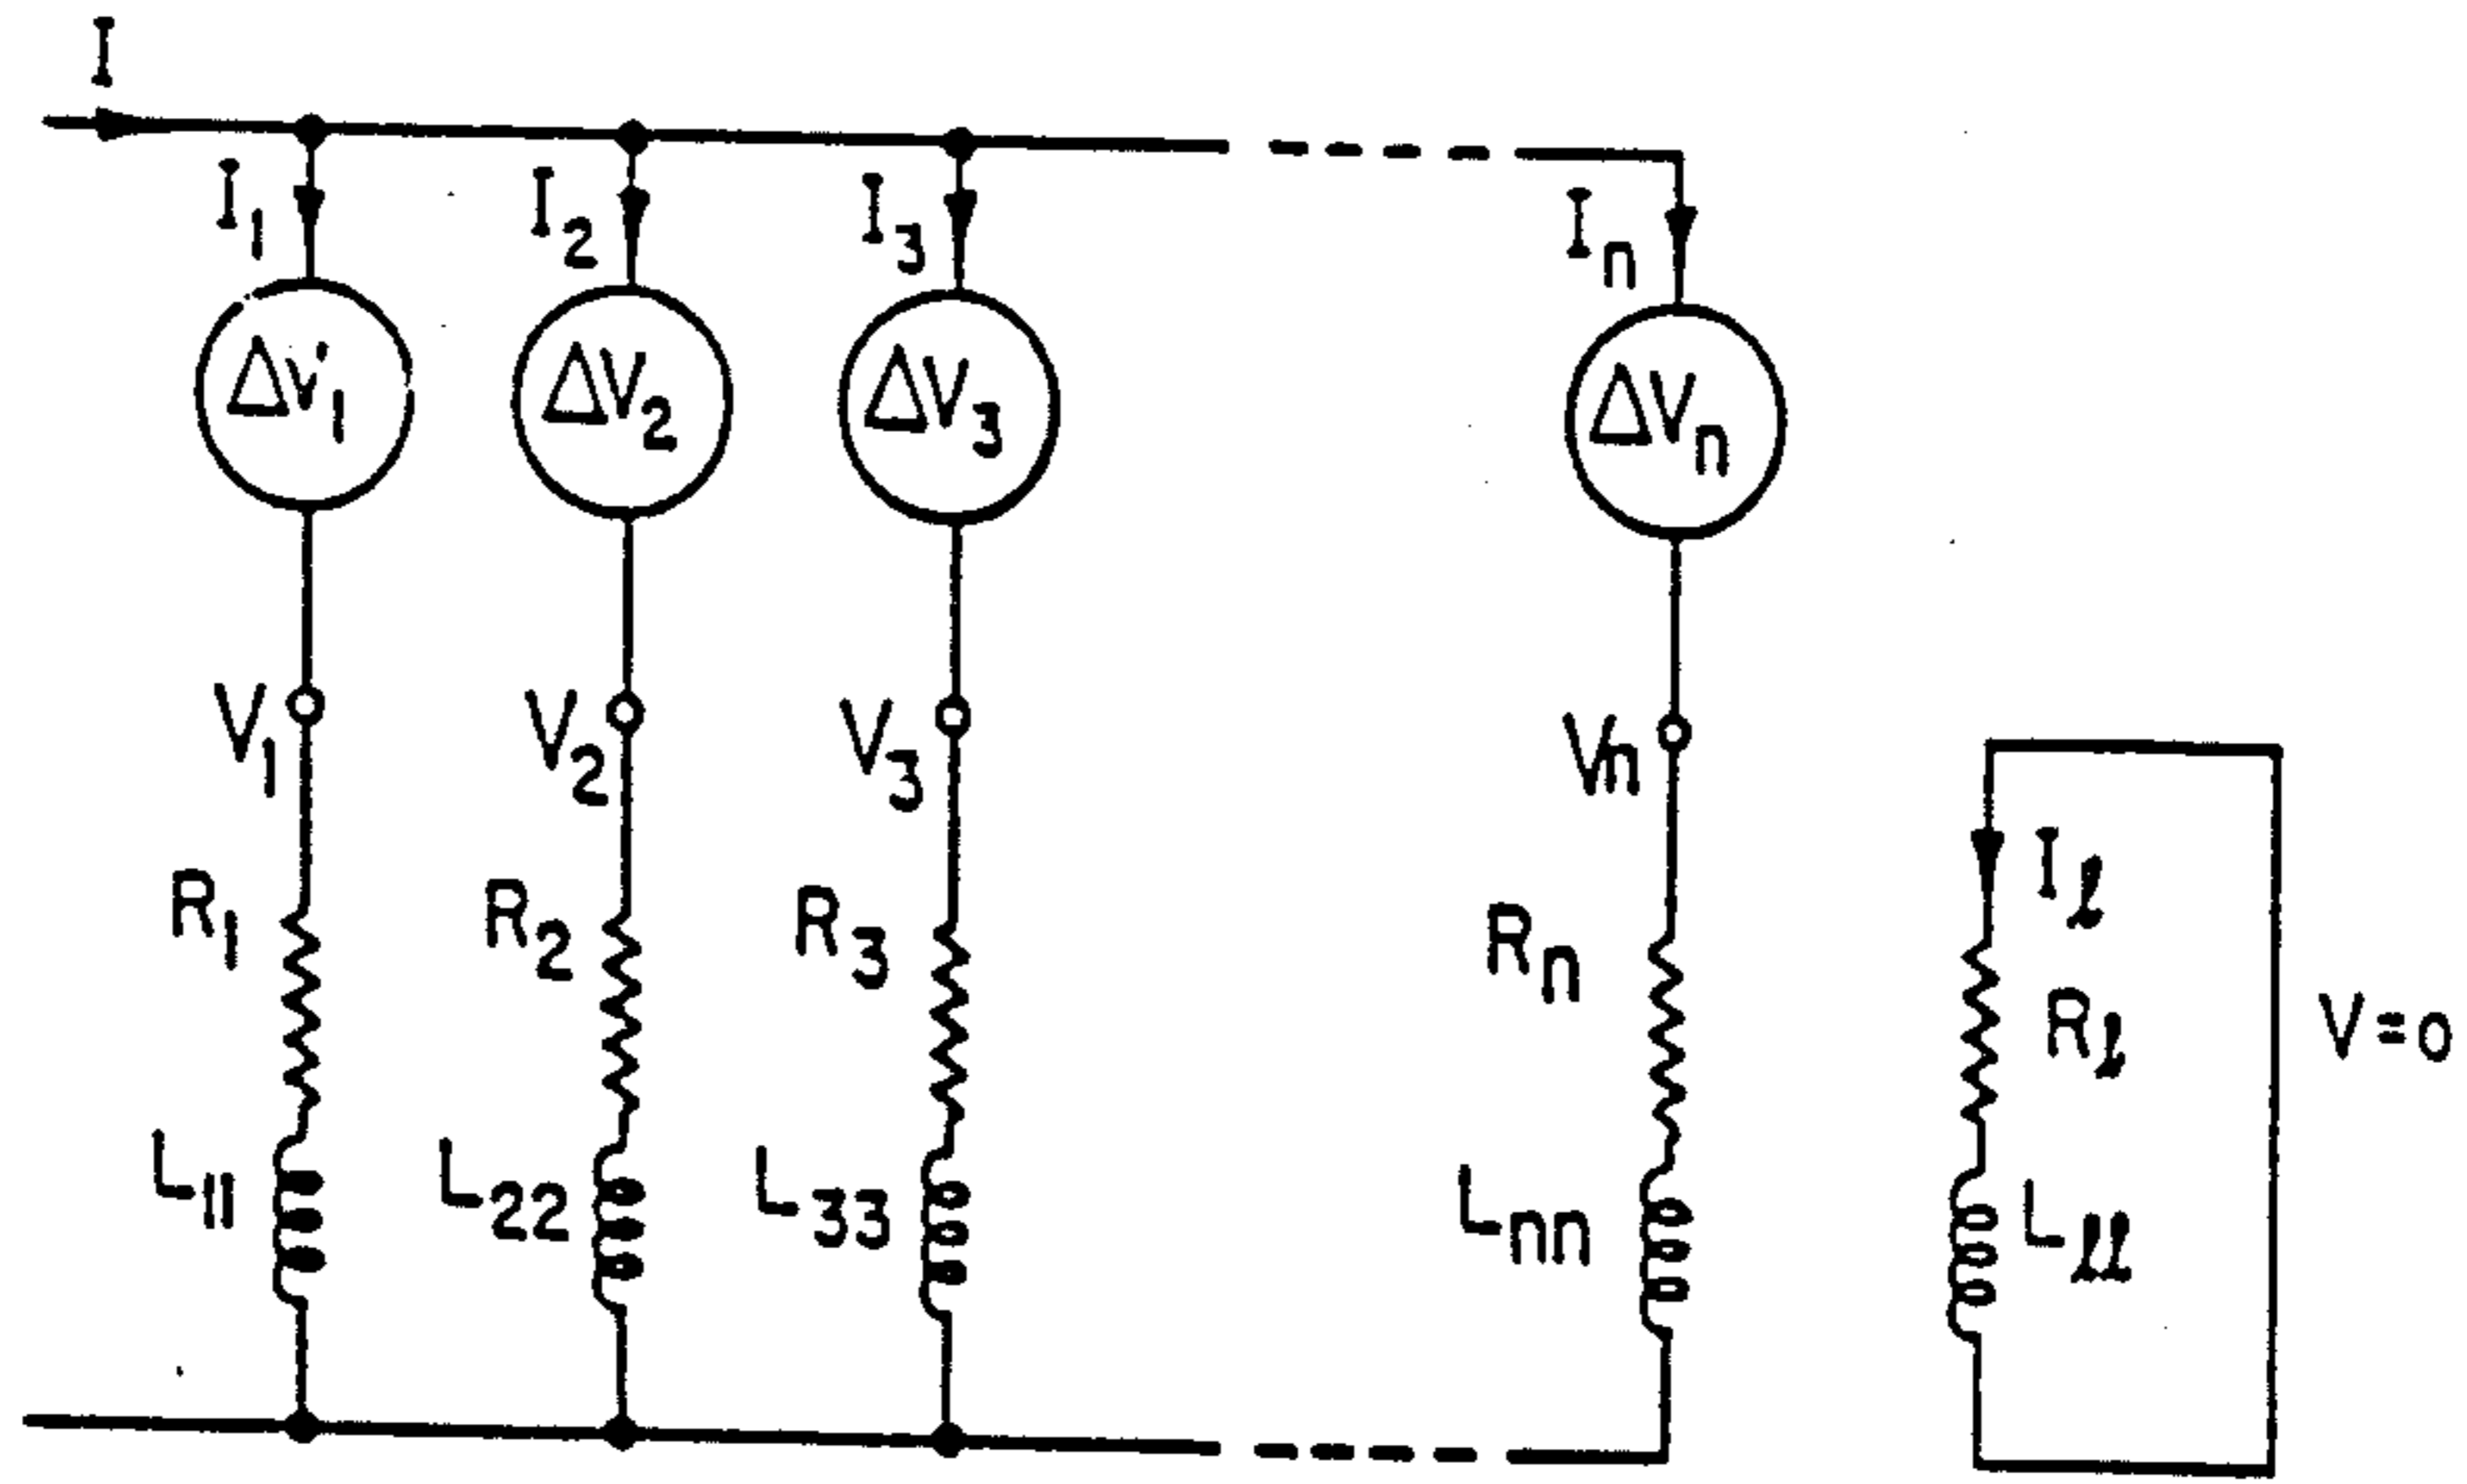 I
I1 I2 I3 In
ΔV1 ΔV2 ΔV3 ΔVn
V1 V2 V3 Vn
Iℓ
R1 R2 R3 Rn Rℓ
V=0
L11 L22 L33 Lnn Lℓℓ